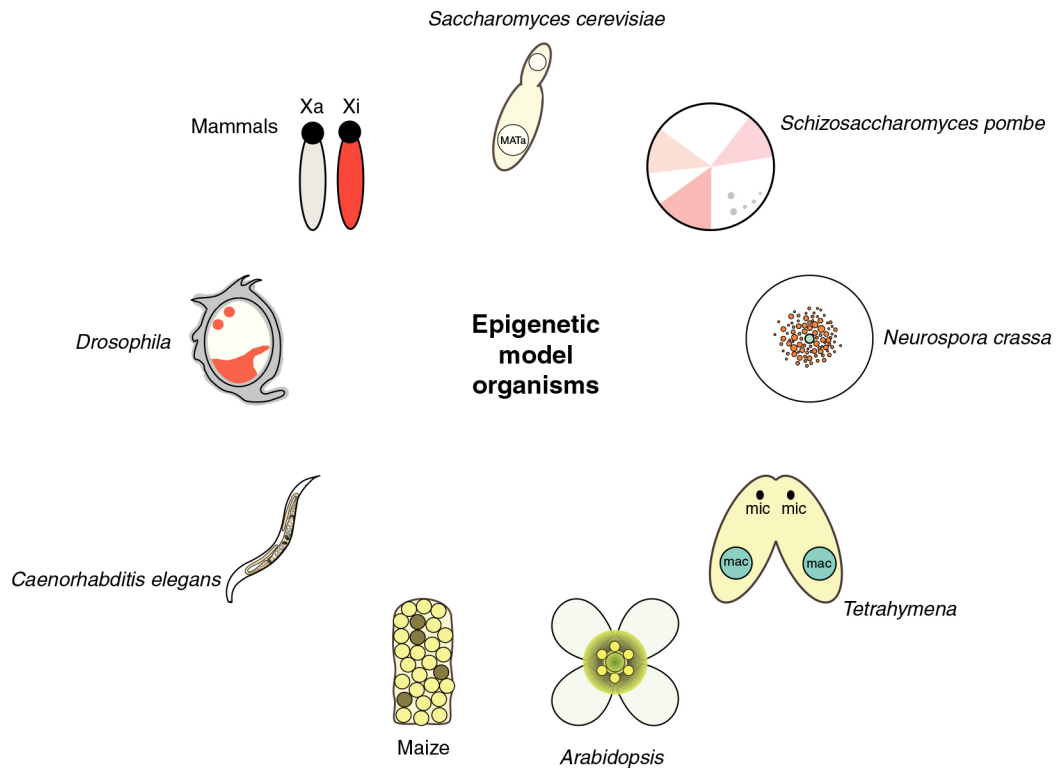 Saccharomyces cerevisiae
MATa
Xa Xi
Mammals
Schizosaccharomyces pombe
Epigenetic
model
organisms
Drosophila
Neurospora crassa
mic mic
mac mac
Caenorhabditis elegans
Tetrahymena
Maize
Arabidopsis